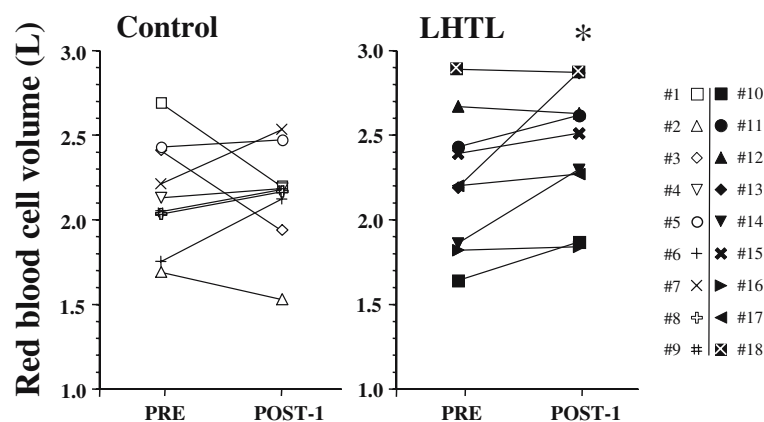 Control
LHTL
*
Red blood cell volume (L)
3.0
2.5
2.0
1.5
1.0
PRE
POST-1
3.0
2.5
2.0
1.5
1.0
PRE
POST-1
#1 #10
#2 #11
#3 #12
#4 #13
#5 #14
#6 #15
#7 #16
#8 #17
#9 #18